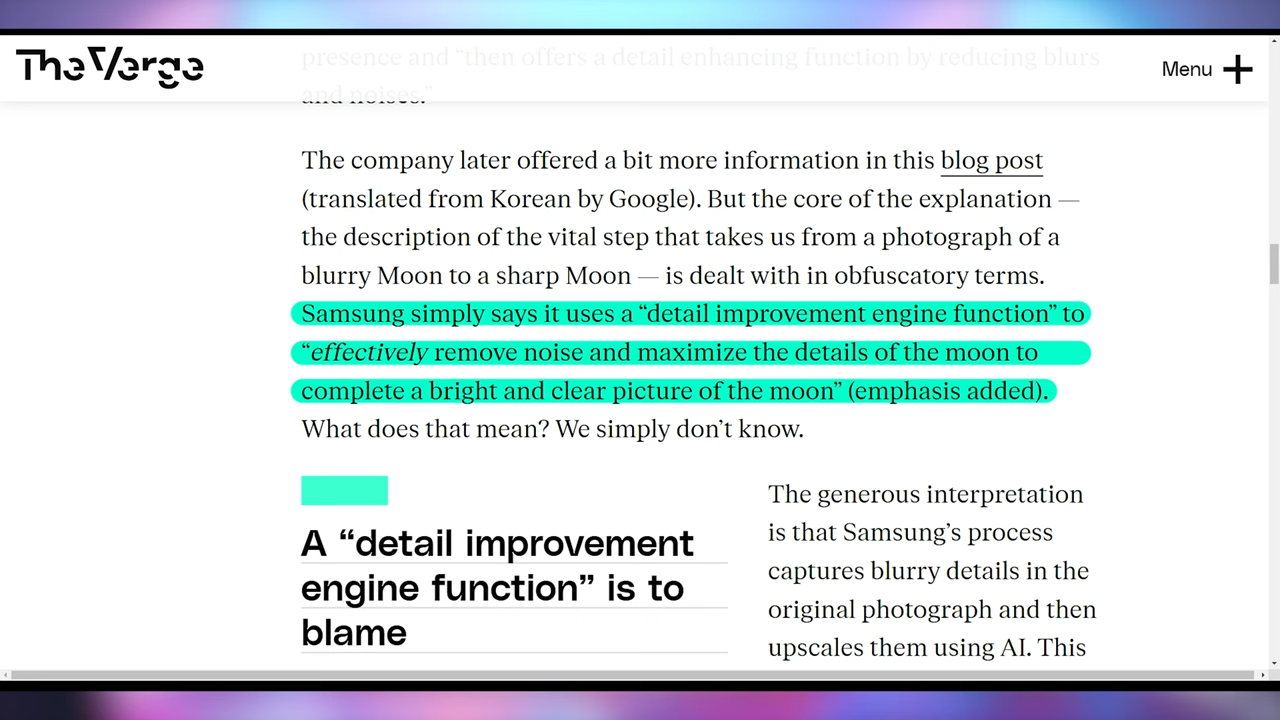 The Verge
Menu
presence and “then offers a detail enhancing function by reducing blurs
and noises.”
The company later offered a bit more information in this blog post
(translated from Korean by Google). But the core of the explanation —
the description of the vital step that takes us from a photograph of a
blurry Moon to a sharp Moon — is dealt with in obfuscatory terms.
Samsung simply says it uses a “detail improvement engine function” to
“effectively remove noise and maximize the details of the moon to
complete a bright and clear picture of the moon” (emphasis added).
What does that mean? We simply don’t know.
A “detail improvement
engine function” is to
blame
The generous interpretation
is that Samsung’s process
captures blurry details in the
original photograph and then
upscales them using AI. This